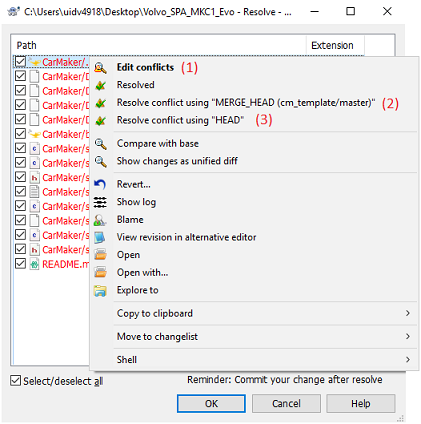 C:\Users\uidv4918\Desktop\Volvo_SPA_MKC1_Evo - Resolve - ...
Path Extension
CarMaker/
Edit conflicts (1)
CarMaker/D
Resolved
CarMaker/D
Resolve conflict using "MERGE_HEAD (cm_template/master)" (2)
CarMaker/D
Resolve conflict using "HEAD" (3)
CarMaker/D
CarMaker/b
Compare with base
CarMaker/s
Show changes as unified diff
CarMaker/s
Revert...
CarMaker/s
Show log
CarMaker/s
Blame
CarMaker/s
View revision in alternative editor
CarMaker/s
Open
CarMaker/s
README.m
Open with...
Explore to
Copy to clipboard
Move to changelist
Shell
Select/deselect all
Reminder: Commit your change after resolve
OK Cancel Help